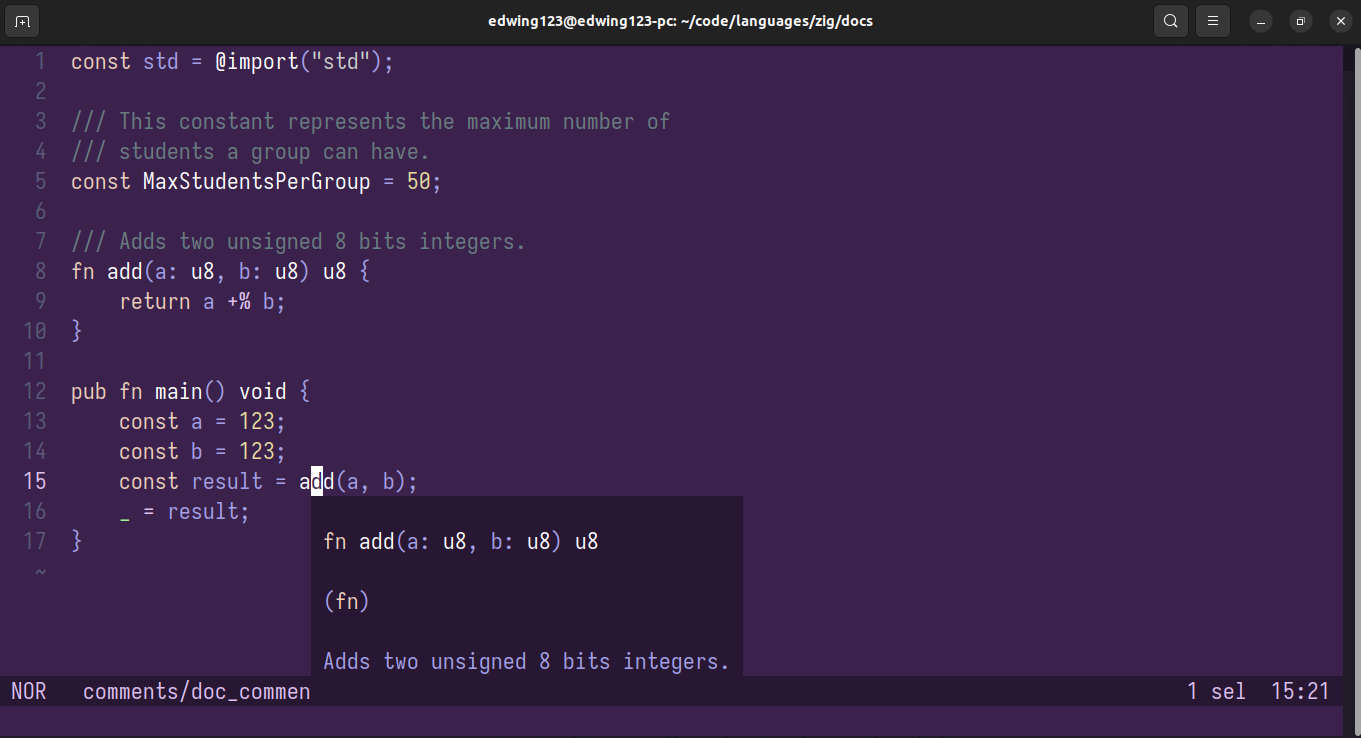 edwing123@edwing123-pc: ~/code/languages/zig/docs
1 const std = @import("std");
2
3 /// This constant represents the maximum number of
4 /// students a group can have.
5 const MaxStudentsPerGroup = 50;
6
7 /// Adds two unsigned 8 bits integers.
8 fn add(a: u8, b: u8) u8 {
9     return a +% b;
10 }
11
12 pub fn main() void {
13     const a = 123;
14     const b = 123;
15     const result = add(a, b);
16     _ = result;
17 }
~
fn add(a: u8, b: u8) u8
(fn)
Adds two unsigned 8 bits integers.
NOR comments/doc_commen 1 sel 15:21